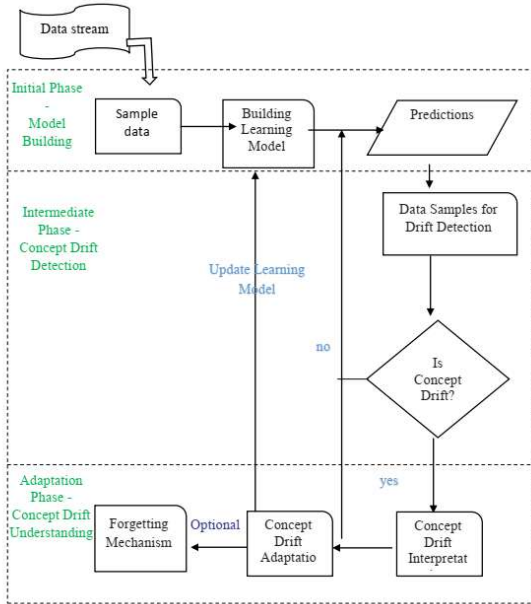 Data stream
Initial Phase
-
Model
Building
Sample
data
Building
Learning
Model
Predictions
Intermediate
Phase -
Concept Drift
Detection
Data Samples for
Drift Detection
Update Learning
Model
no
Is
Concept
Drift?
yes
Adaptation
Phase -
Concept Drift
Understanding
Forgetting
Mechanism
Optional
Concept
Drift
Adaptatio
Concept
Drift
Interpretat